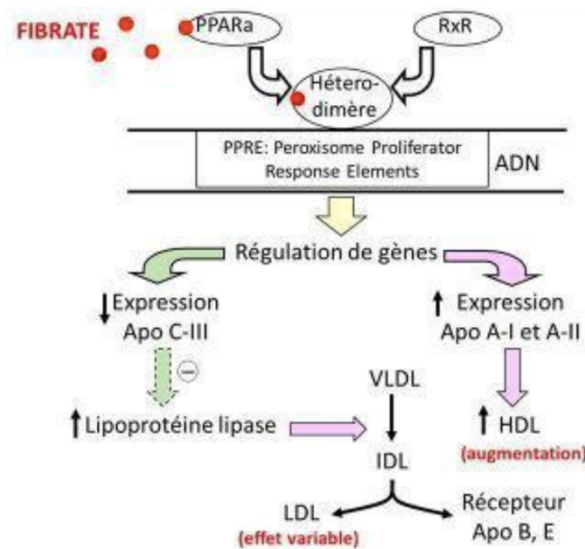 FIBRATE
PPARa
RxR
Hétéro-
dimère
PPRE: Peroxisome Proliferator
Response Elements
ADN
Régulation de gènes
Expression
Apo C-III
Expression
Apo A-I et A-II
Lipoprotéine lipase
VLDL
HDL
(augmentation)
IDL
LDL
(effet variable)
Récepteur
Apo B, E